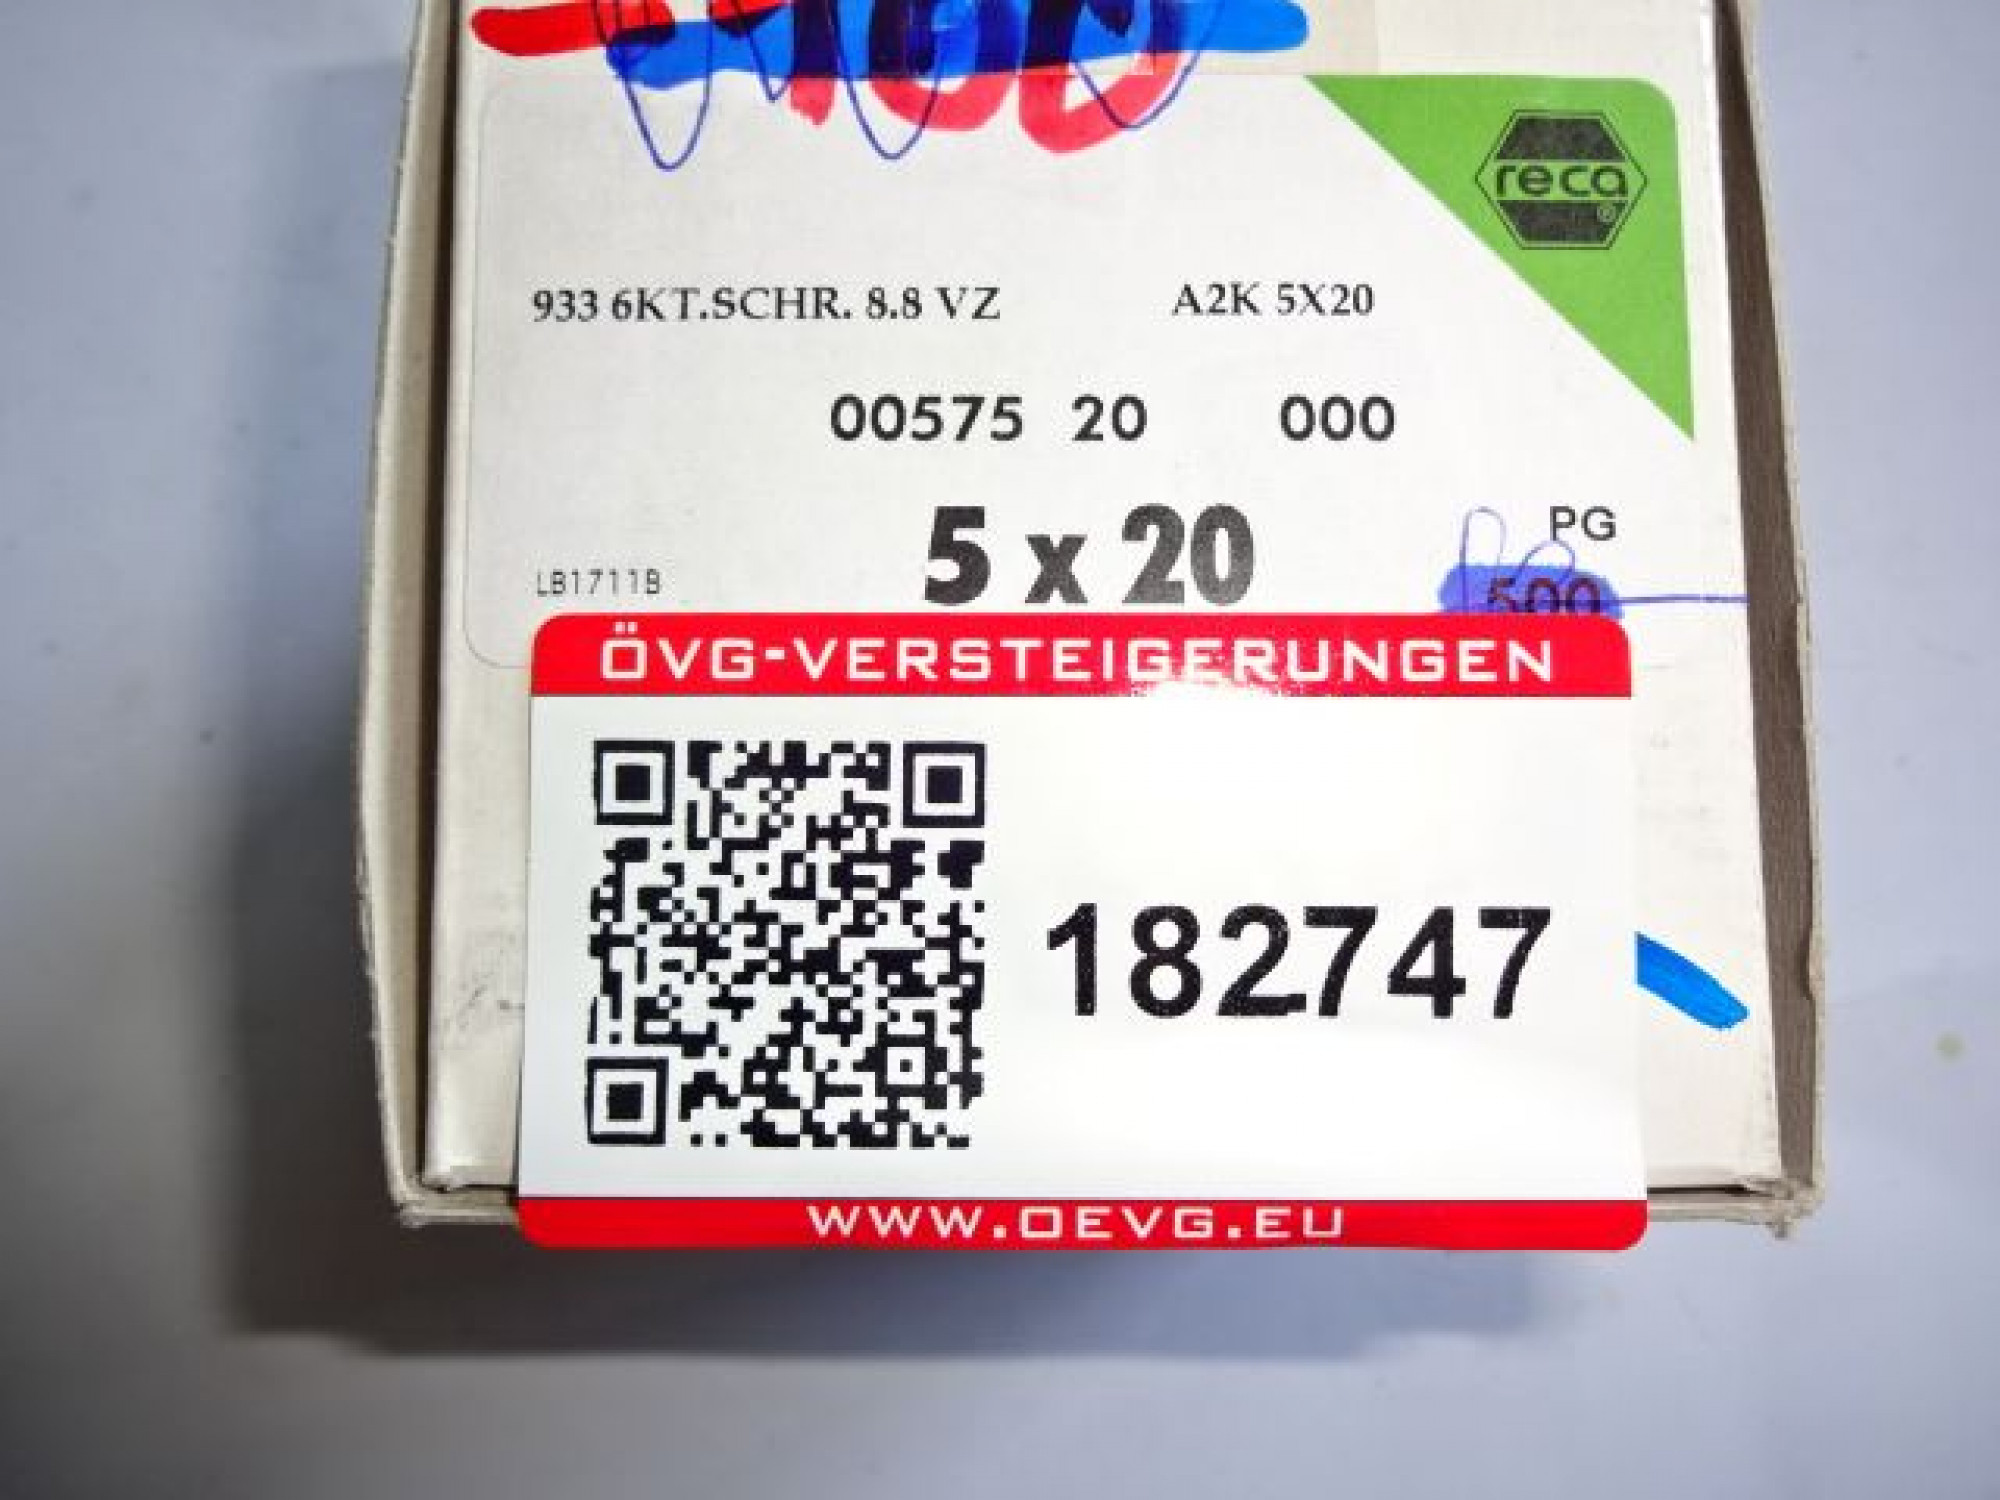 reca
®
933 6KT.SCHR. 8.8 VZ A2K 5X20
00575 20 000
5 x 20
PG
500
LB1711B
ÖVG-VERSTEIGERUNGEN
182747
WWW.OEVG.EU